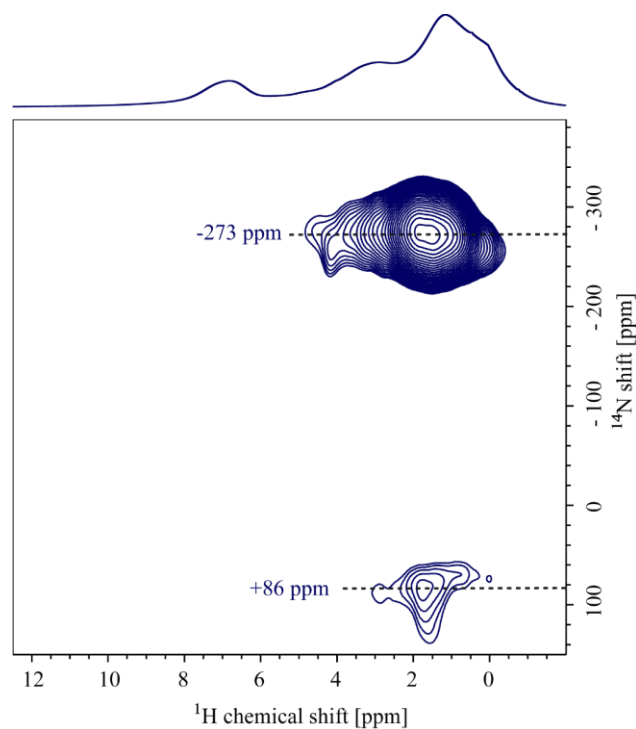 -273 ppm
+86 ppm
- 300
- 200
- 100
0
100
¹⁴N shift [ppm]
12 10 8 6 4 2 0
¹H chemical shift [ppm]